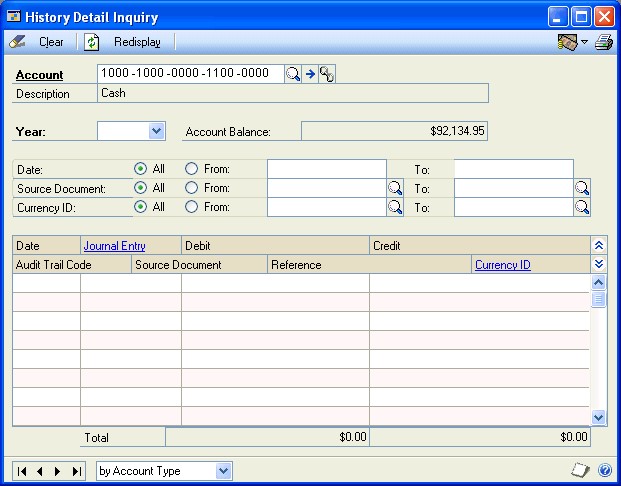 History Detail Inquiry
Clear Redisplay
Account 1000 -1000 -0000 -1100 -0000
Description Cash
Year: Account Balance: $92,134.95
Date: All From: To:
Source Document: All From: To:
Currency ID: All From: To:
Date Journal Entry Debit Credit
Audit Trail Code Source Document Reference Currency ID
Total $0.00 $0.00
by Account Type